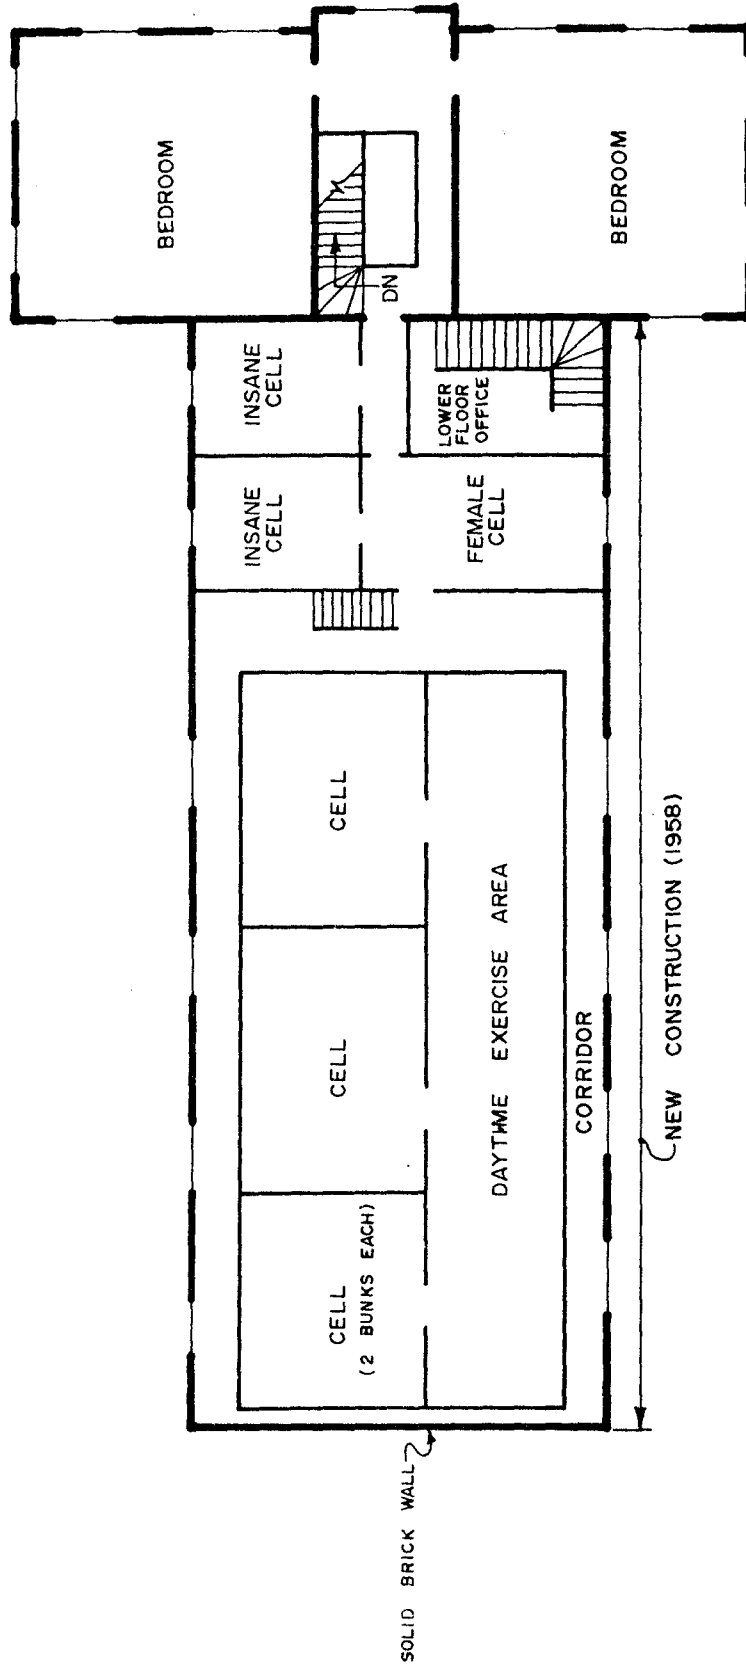 BEDROOM
BEDROOM
DN
INSANE
CELL
LOWER
FLOOR
OFFICE
INSANE
CELL
FEMALE
CELL
CELL
CELL
CELL
(2 BUNKS EACH)
DAYTIME EXERCISE AREA
CORRIDOR
NEW CONSTRUCTION (1958)
SOLID BRICK WALL